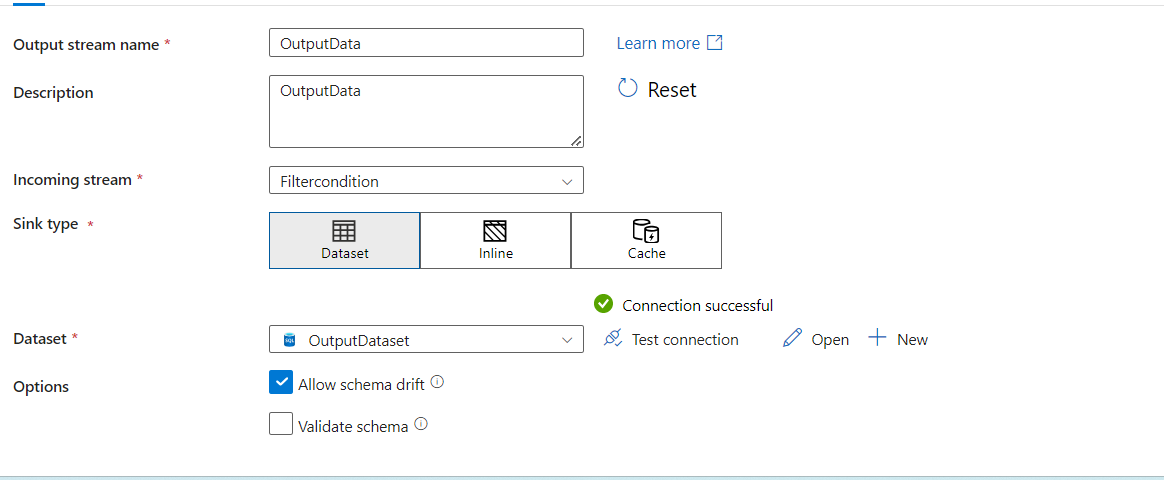 Output stream name *
OutputData
Learn more
Description
OutputData
Reset
Incoming stream *
Filtercondition
Sink type *
Dataset
Inline
Cache
Connection successful
Dataset *
SQL
OutputDataset
Test connection
Open
New
Options
Allow schema drift
Validate schema